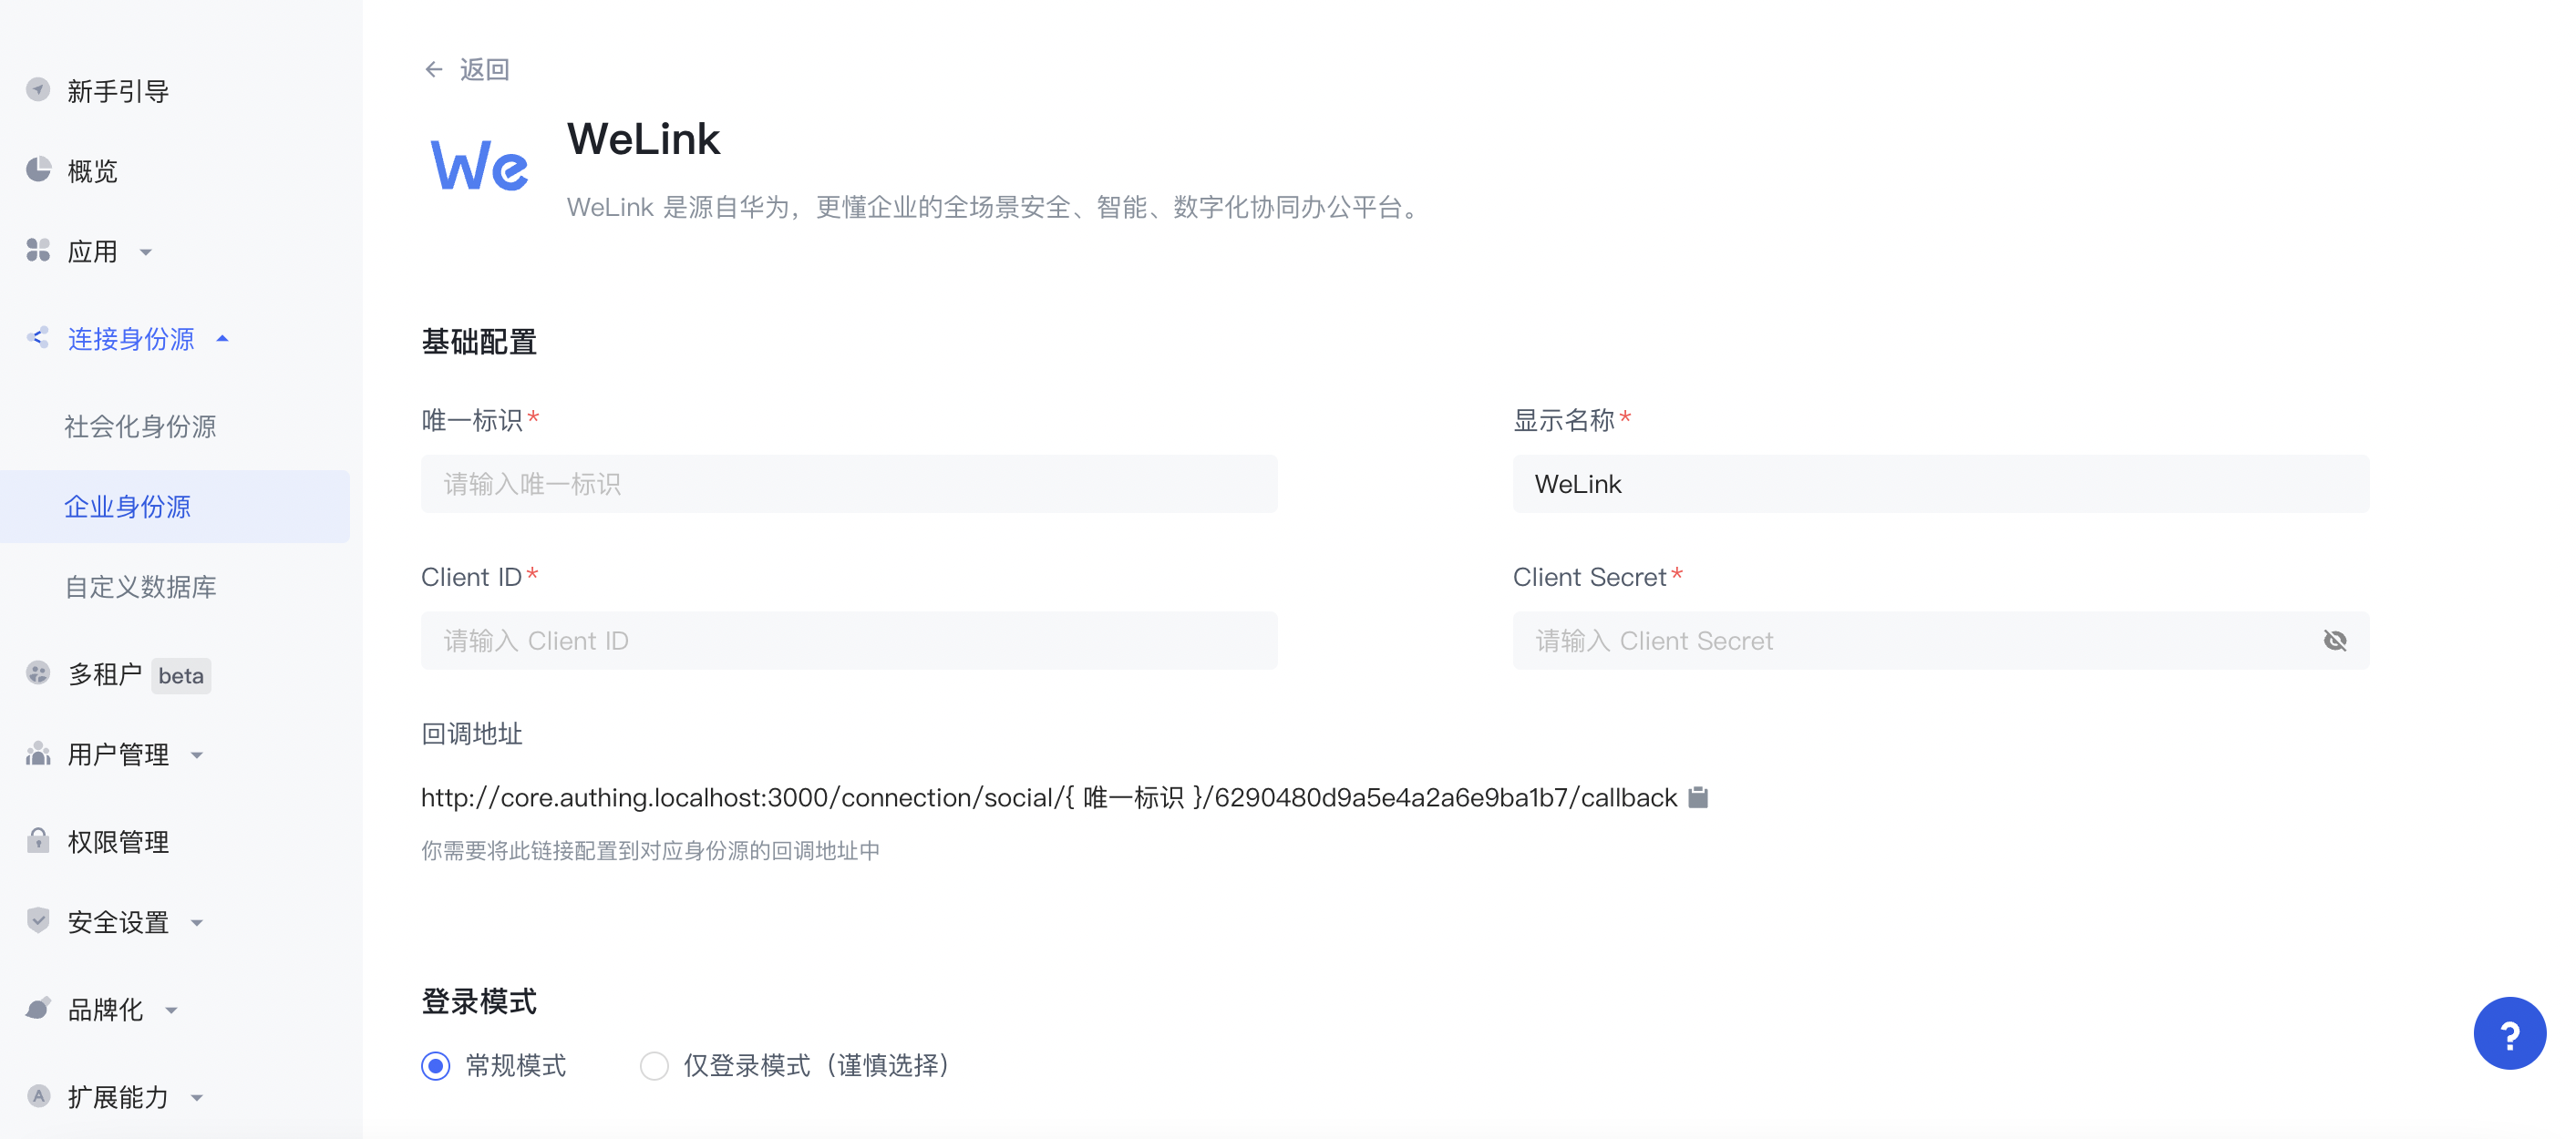 新手引导
概览
应用
连接身份源
社会化身份源
企业身份源
自定义数据库
多租户 beta
用户管理
权限管理
安全设置
品牌化
扩展能力
返回
We
WeLink
WeLink 是源自华为，更懂企业的全场景安全、智能、数字化协同办公平台。
基础配置
唯一标识*
请输入唯一标识
显示名称*
WeLink
Client ID*
请输入 Client ID
Client Secret*
请输入 Client Secret
回调地址
http://core.authing.localhost:3000/connection/social/{ 唯一标识 }/6290480d9a5e4a2a6e9ba1b7/callback
你需要将此链接配置到对应身份源的回调地址中
登录模式
常规模式
仅登录模式（谨慎选择）
?